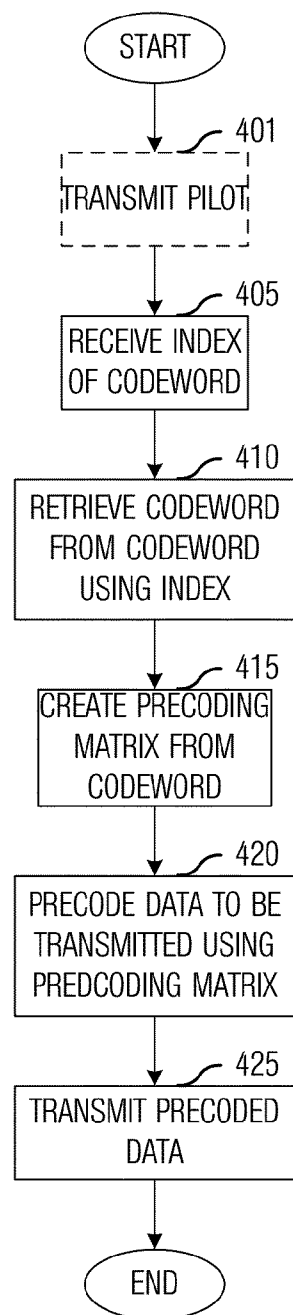 START
401
TRANSMIT PILOT
405
RECEIVE INDEX
OF CODEWORD
410
RETRIEVE CODEWORD
FROM CODEWORD
USING INDEX
415
CREATE PRECODING
MATRIX FROM
CODEWORD
420
PRECODE DATA TO BE
TRANSMITTED USING
PREDCODING MATRIX
425
TRANSMIT PRECODED
DATA
END